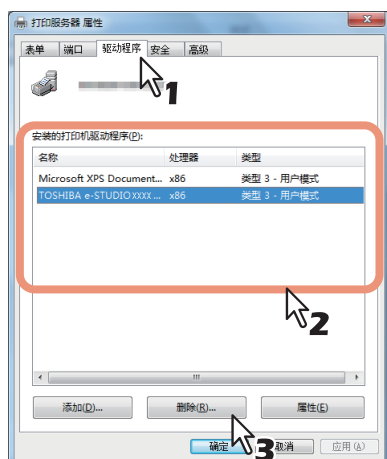 打印服务器 属性
表单 端口 驱动程序 安全 高级
1
安装的打印机驱动程序(P):
名称 处理器 类型
Microsoft XPS Document... x86 类型 3 - 用户模式
TOSHIBA e-STUDIOXXXX ... x86 类型 3 - 用户模式
2
添加(D)... 删除(R)... 属性(E)
3
确定 取消 应用(A)